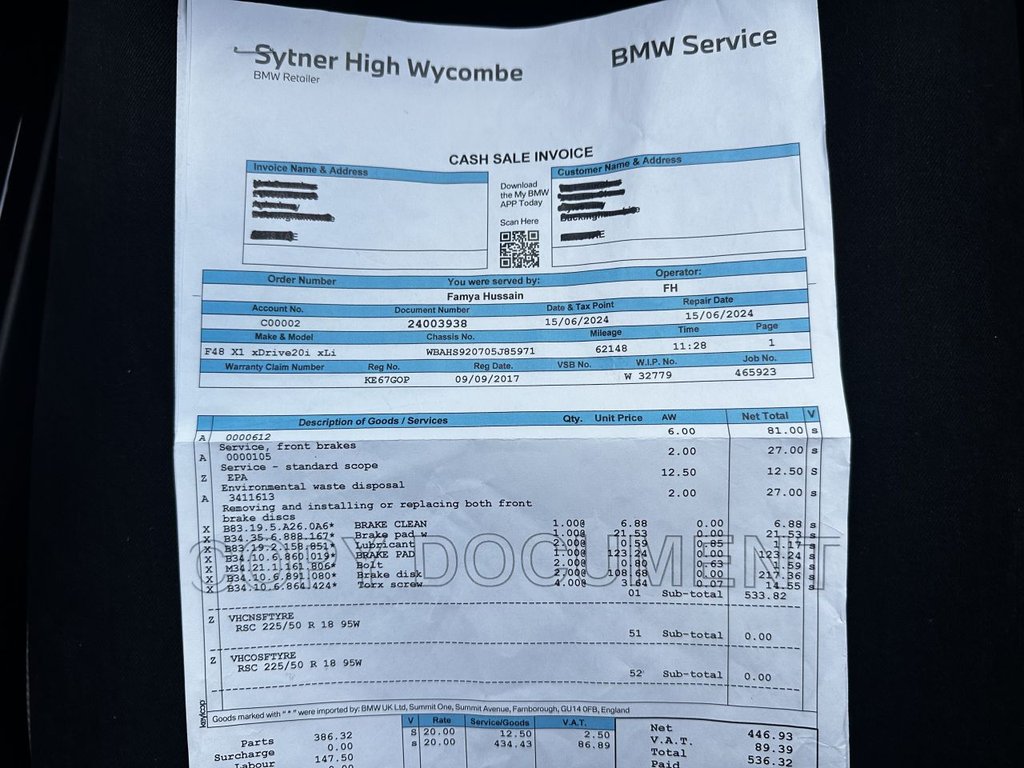 Sytner High Wycombe
BMW Retailer
BMW Service
CASH SALE INVOICE
Invoice Name & Address
Customer Name & Address
Download
the My BMW
APP Today
Scan Here
Order Number You were served by: Operator:
Famya Hussain FH
Account No. Document Number Date & Tax Point Repair Date
C00002 24003938 15/06/2024 15/06/2024
Make & Model Chassis No. Mileage Time Page
F48 X1 xDrive20i xLi WBAHS920705J85971 62148 11:28 1
Warranty Claim Number Reg No. Reg Date. VSB No. W.I.P. No. Job No.
KE67GOP 09/09/2017 W 32779 465923
Description of Goods / Services Qty. Unit Price AW Net Total V
A 0000612 6.00 81.00 s
Service, front brakes
A 0000105 2.00 27.00 s
Service - standard scope
Z EPA 12.50 12.50 S
Environmental waste disposal
A 3411613 2.00 27.00 s
Removing and installing or replacing both front
brake discs
X B83.19.5.A26.0A6* BRAKE CLEAN 1.00@ 6.88 0.00 6.88 s
X B34.35.6.888.167* Brake pad w 1.00@ 21.53 0.00 21.53 s
X B83.19.2.158.851* Lubricant 2.00@ 0.59 0.85 1.17 s
X B34.10.6.860.019* BRAKE PAD 1.00@ 123.24 0.00 123.24 s
X M34.21.1.161.806* Bolt 2.00@ 0.80 0.63 1.59 s
X B34.10.6.891.080* Brake disk 2.00@ 108.68 0.00 217.36 s
X B34.10.6.864.424* Torx screw 4.00@ 3.64 0.07 14.55 s
01 Sub-total 533.82
DOCUMENT
Z VHCNSFTYRE
RSC 225/50 R 18 95W
51 Sub-total 0.00
Z VHCOSFTYRE
RSC 225/50 R 18 95W
52 Sub-total 0.00
keyloop
Goods marked with "*" were imported by: BMW UK Ltd, Summit One, Summit Avenue, Farnborough, GU14 0FB, England
V Rate Service/Goods V.A.T.
S 20.00 12.50 2.50
s 20.00 434.43 86.89
Parts 386.32
Surcharge 0.00
Labour 147.50
Net 446.93
V.A.T. 89.39
Total 536.32
Paid